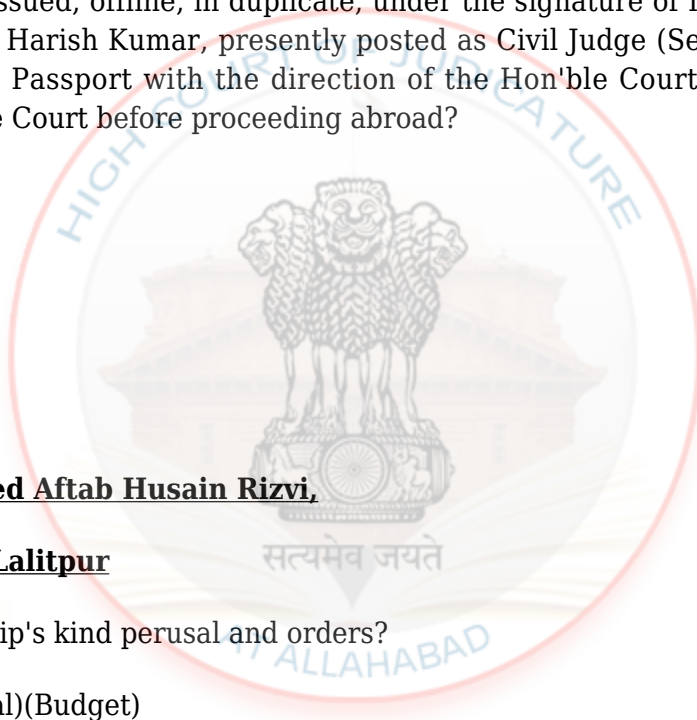 issued, offline, in duplicate, under the signature of
Harish Kumar, presently posted as Civil Judge (Se
Passport with the direction of the Hon'ble Court
Court before proceeding abroad?
HIGH COURT OF JUDICATURE
Aftab Husain Rizvi,
Lalitpur
सत्यमेव जयते
ip's kind perusal and orders?
AT ALLAHABAD
al)(Budget)